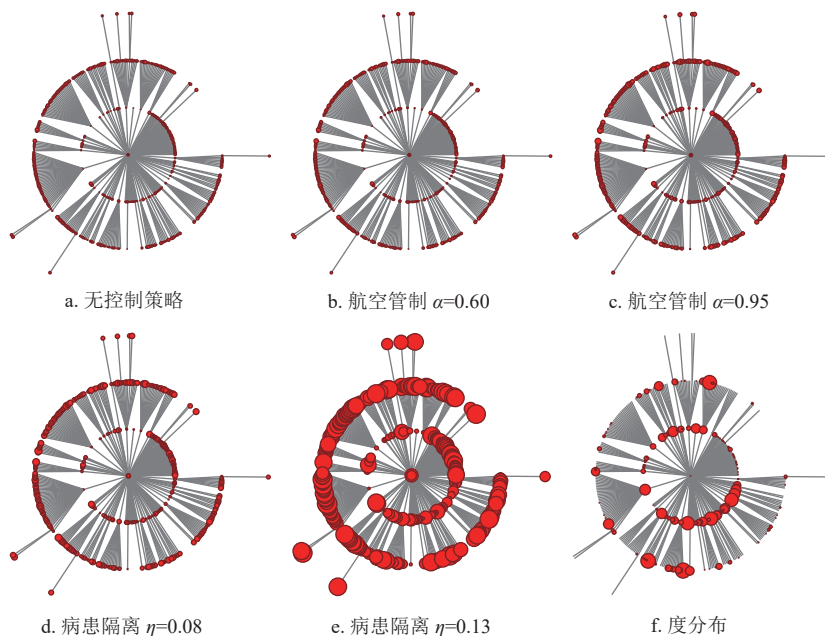 a. 无控制策略
b. 航空管制 α=0.60
c. 航空管制 α=0.95
d. 病患隔离 η=0.08
e. 病患隔离 η=0.13
f. 度分布